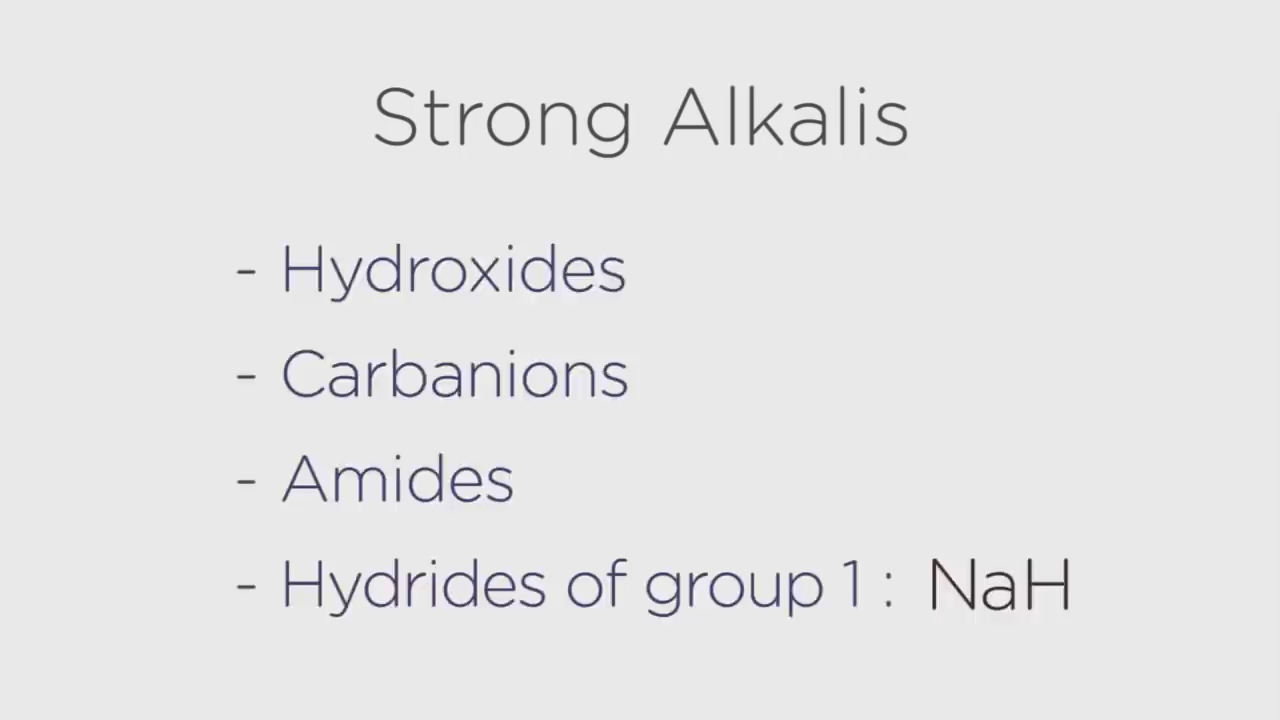 Strong Alkalis
- Hydroxides
- Carbanions
- Amides
- Hydrides of group 1 : NaH